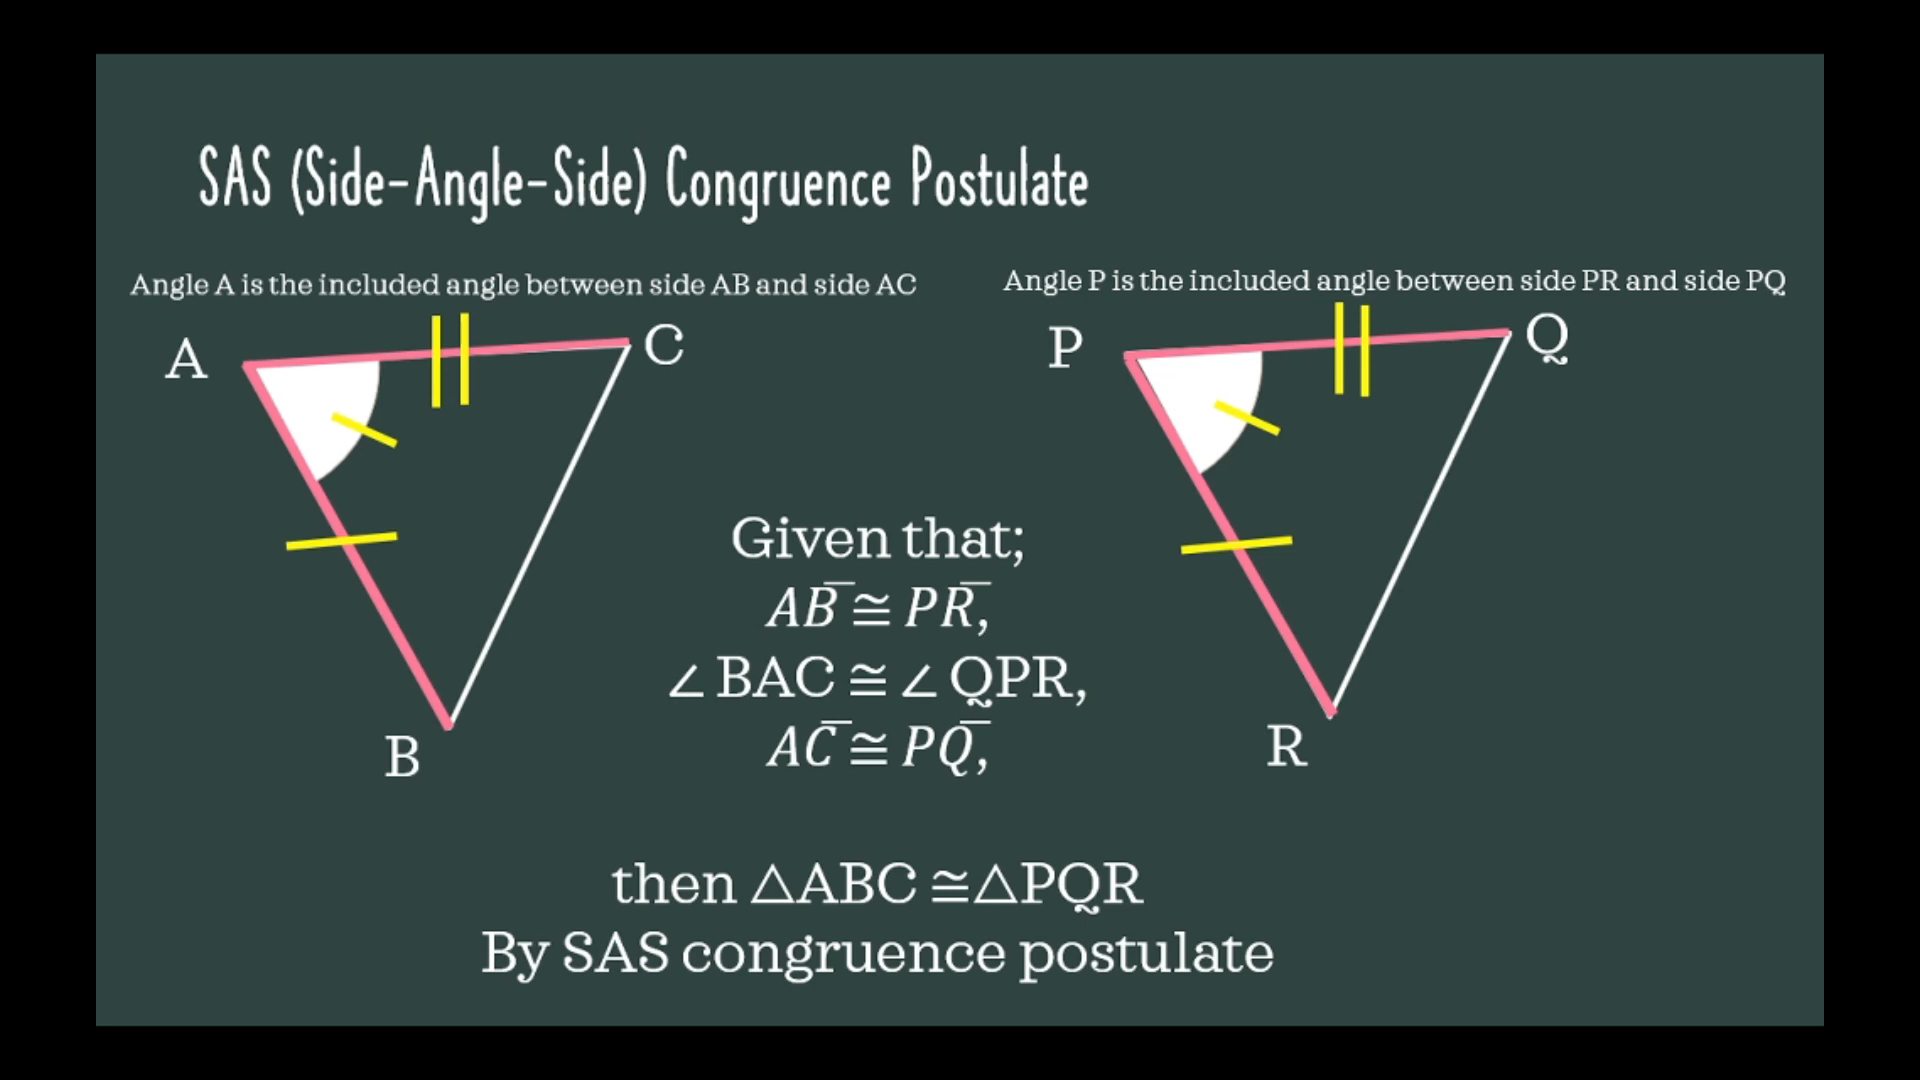 SAS (Side-Angle-Side) Congruence Postulate
Angle A is the included angle between side AB and side AC
Angle P is the included angle between side PR and side PQ
A
C
P
Q
B
R
Given that;
AB̅ ≅ PR̅,
∠BAC ≅ ∠QPR,
AC̅ ≅ PQ̅,
then △ABC ≅△PQR
By SAS congruence postulate